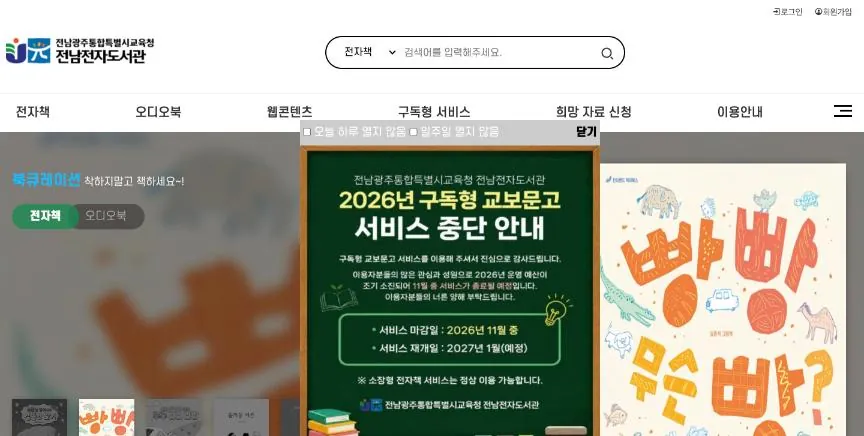 로그인 회원가입
전남광주통합특별시교육청
전남전자도서관
전자책 검색어를 입력해주세요.
전자책 오디오북 웹콘텐츠 구독형 서비스 희망 자료 신청 이용안내
오늘 하루 열지 않음 일주일 열지 않음 닫기
북큐레이션 착하지말고 책하세요~!
전자책 오디오북
전남광주통합특별시교육청 전남전자도서관
2026년 구독형 교보문고
서비스 중단 안내
구독형 교보문고 서비스를 이용해 주셔서 진심으로 감사드립니다.
이용자분들의 많은 관심과 성원으로 2026년 운영 예산이
조기 소진되어 11월 중 서비스가 종료될 예정입니다.
이용자분들의 너른 양해 부탁드립니다.
• 서비스 마감일 : 2026년 11월 중
• 서비스 재개일 : 2027년 1월(예정)
※ 소장형 전자책 서비스는 정상 이용 가능합니다.
전남광주통합특별시교육청 전남전자도서관
빵빵
무슨 빵?